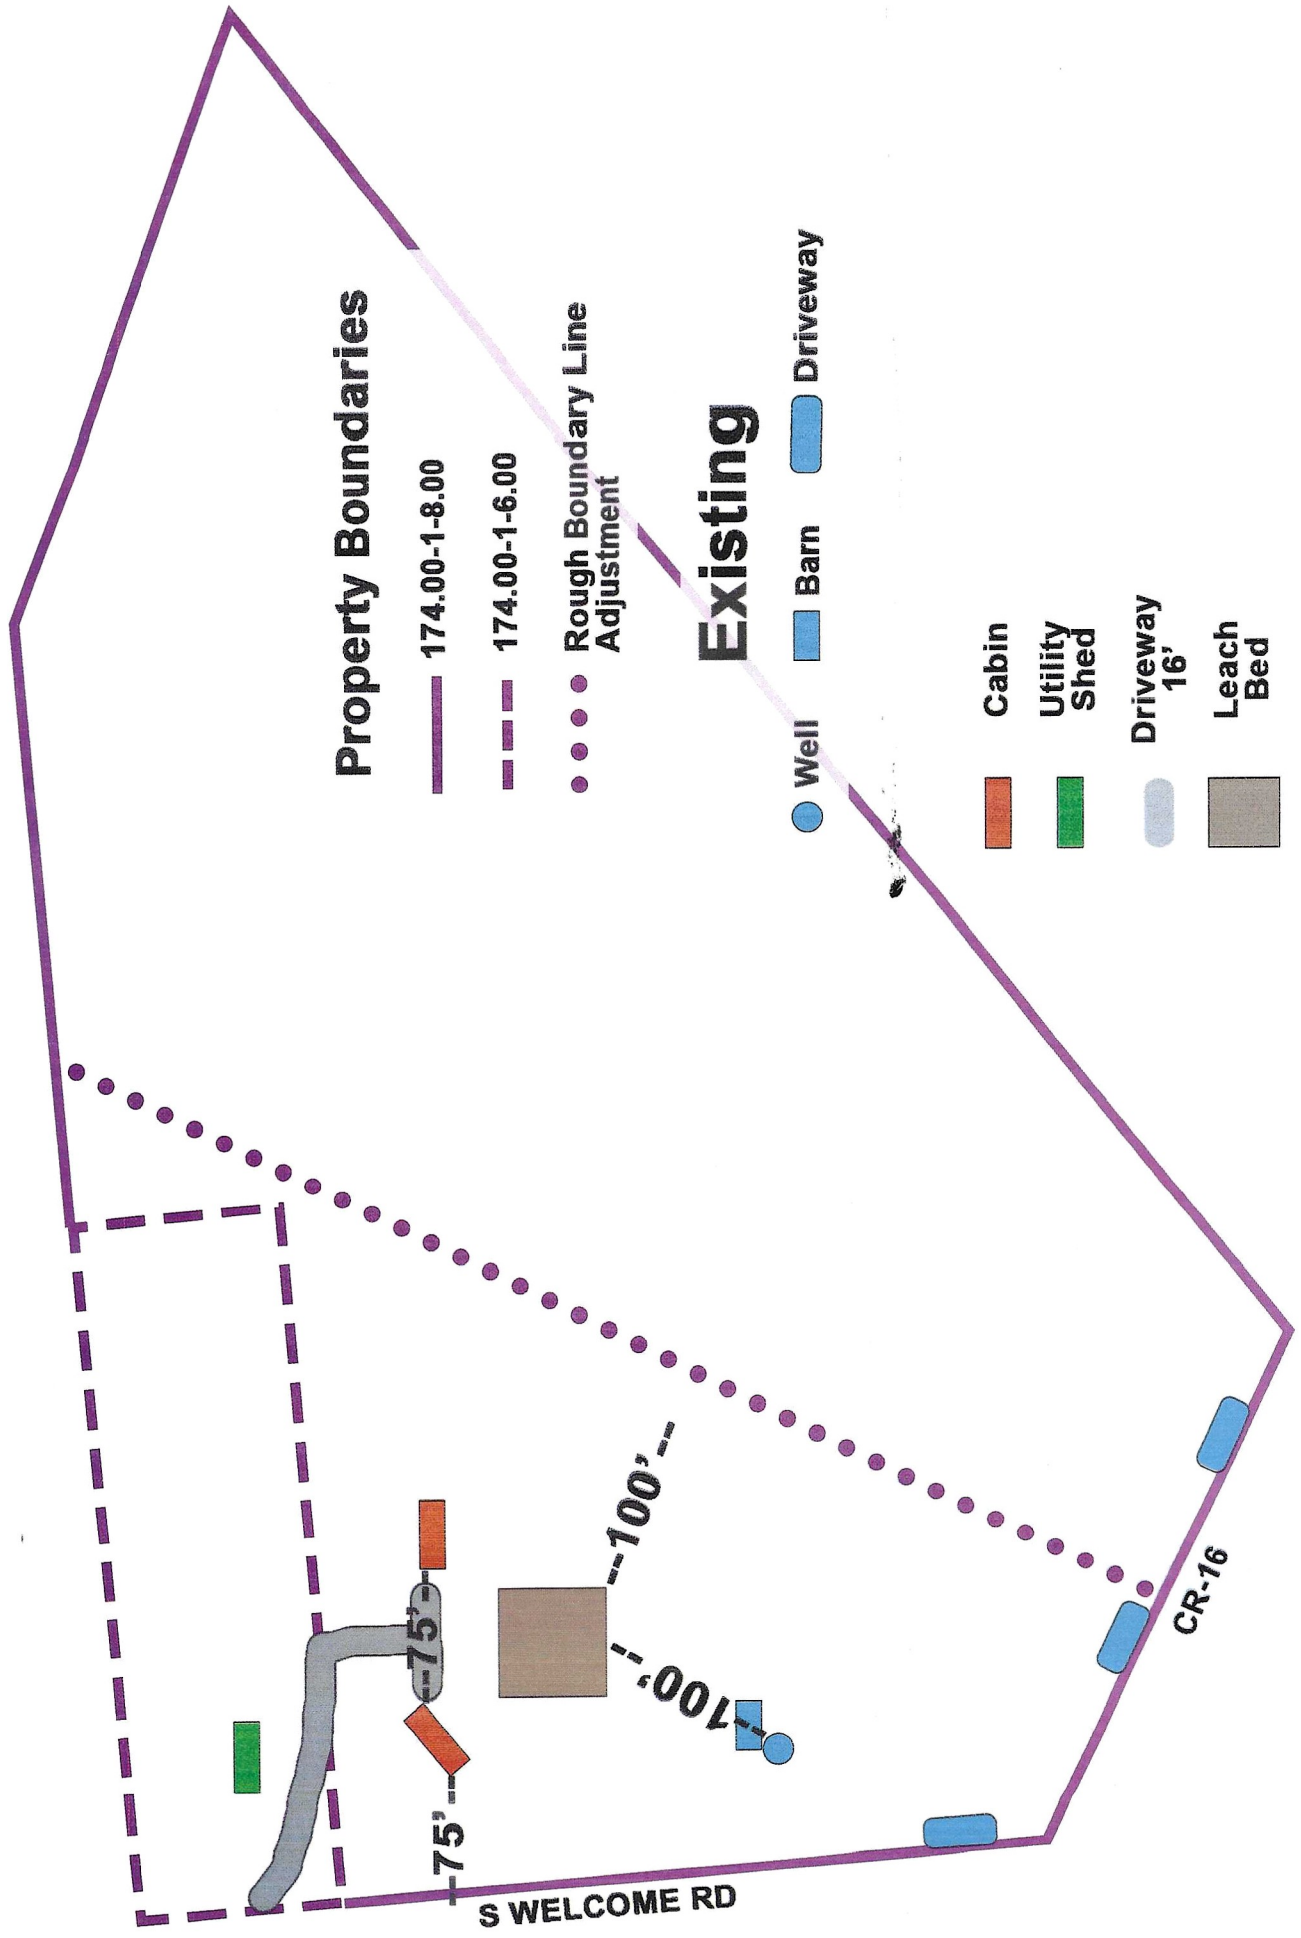 Property Boundaries
174.00-1-8.00
174.00-1-6.00
Rough Boundary Line
Adjustment
Existing
Well
Barn
Driveway
Cabin
Utility
Shed
Driveway
16'
Leach
Bed
75'
75'
100'
100'
S WELCOME RD
CR-16